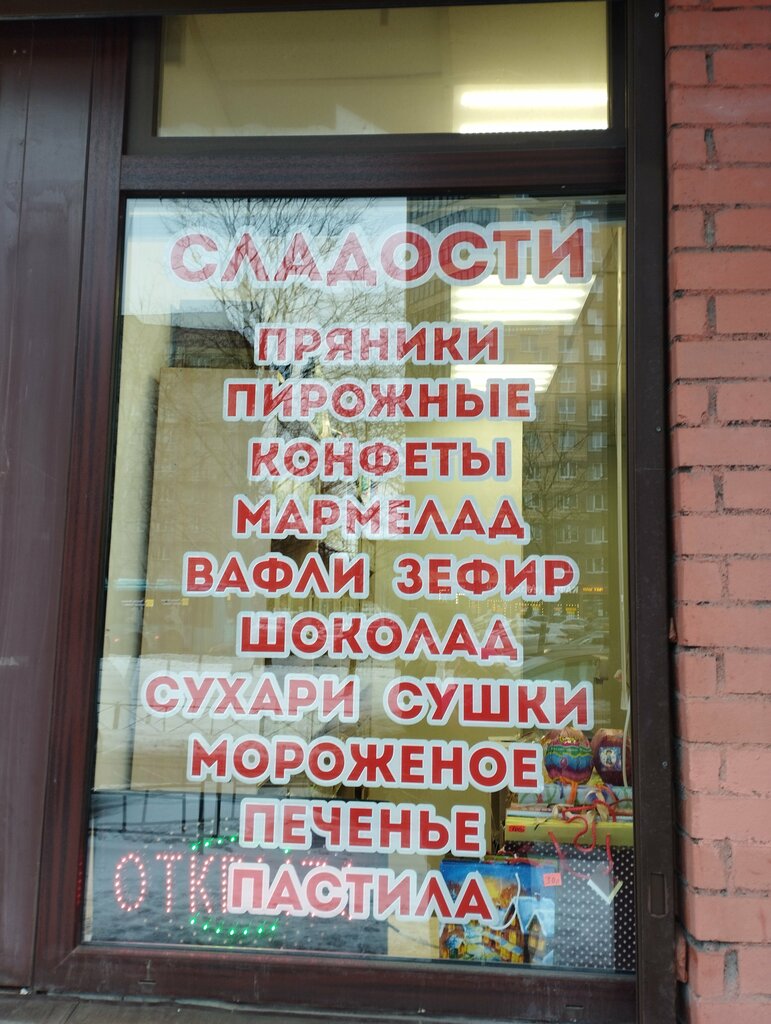 СЛАДОСТИ
ПРЯНИКИ
ПИРОЖНЫЕ
КОНФЕТЫ
МАРМЕЛАД
ВАФЛИ ЗЕФИР
ШОКОЛАД
СУХАРИ СУШКИ
МОРОЖЕНОЕ
ПЕЧЕНЬЕ
ПАСТИЛА